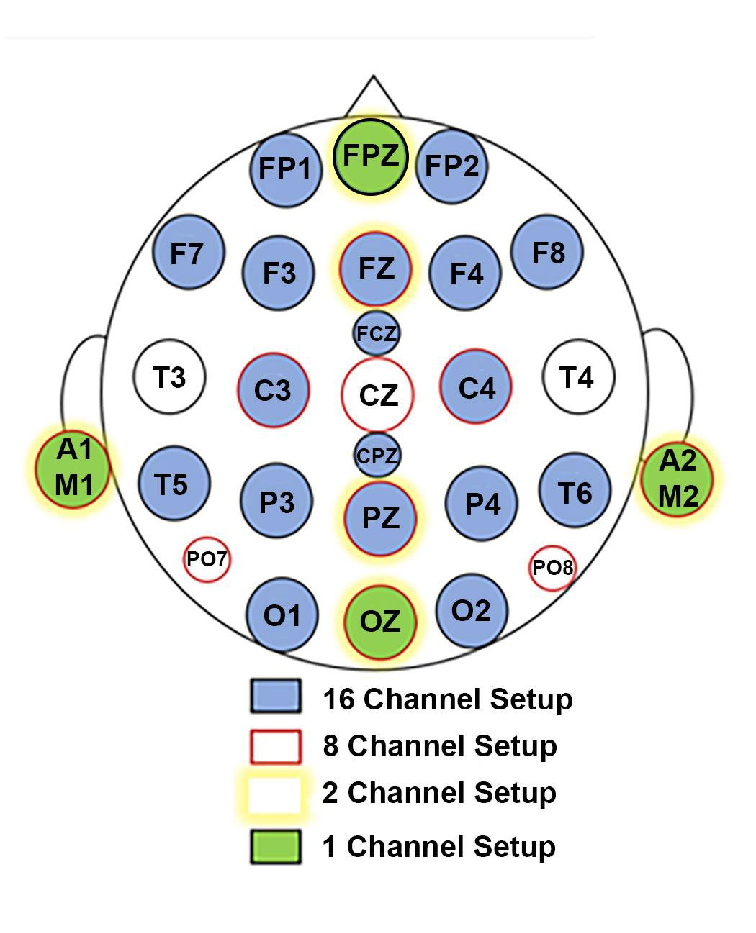 FP1 FPZ FP2
F7 F3 FZ F4 F8
FCZ
T3 C3 CZ C4 T4
CPZ
A1
M1
A2
M2
T5 P3 PZ P4 T6
PO7 PO8
O1 OZ O2
16 Channel Setup
8 Channel Setup
2 Channel Setup
1 Channel Setup